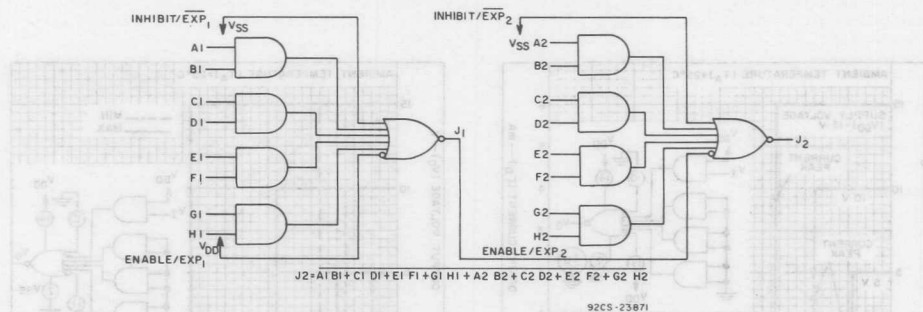 INHIBIT/EXP1
VSS
A1
B1
C1
D1
E1
F1
G1
H1
VDD
ENABLE/EXP1
J1
INHIBIT/EXP2
VSS
A2
B2
C2
D2
E2
F2
G2
H2
ENABLE/EXP2
J2
J2=A1 B1+ C1 D1+ E1 F1+ G1 H1+ A2 B2+ C2 D2+ E2 F2+ G2 H2
92CS-23871